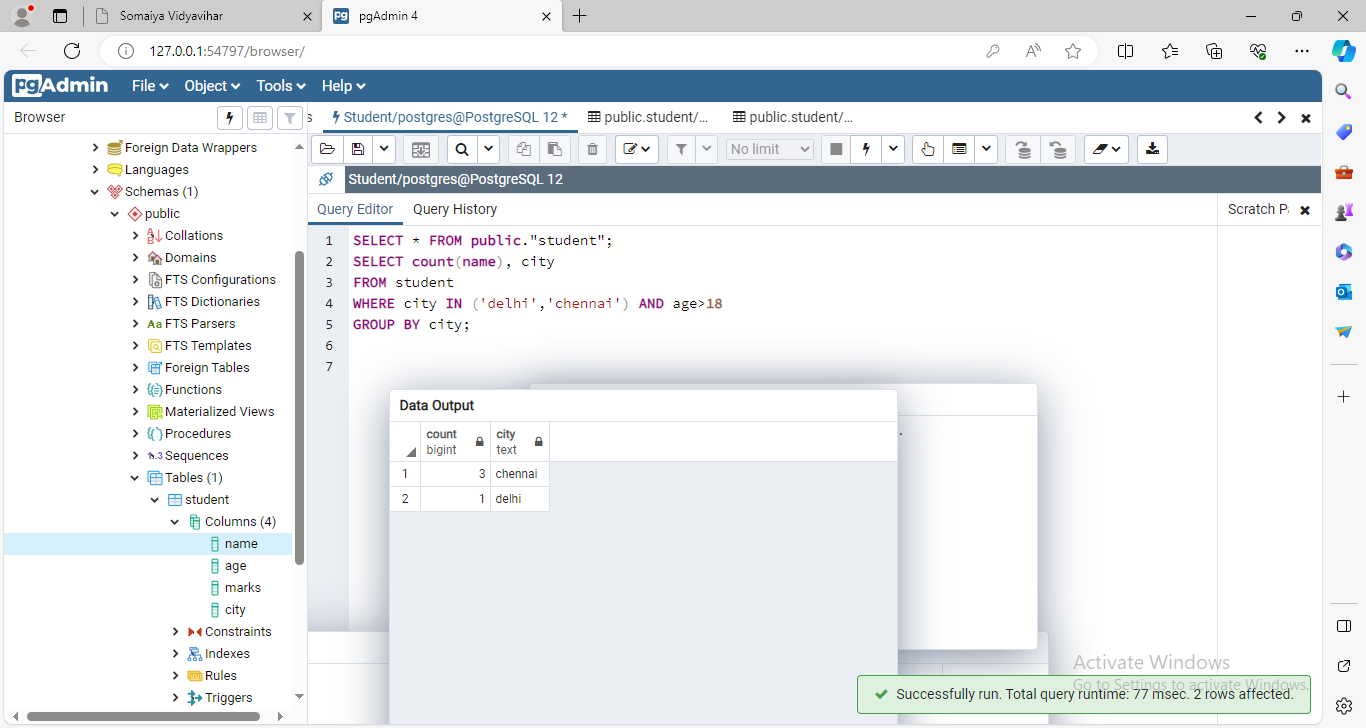 Somaiya Vidyavihar
pgAdmin 4
127.0.0.1:54797/browser/
pgAdmin File Object Tools Help
Browser
s Student/postgres@PostgreSQL 12 * public.student/... public.student/...
No limit
Student/postgres@PostgreSQL 12
Query Editor Query History
Scratch P
Foreign Data Wrappers
Languages
Schemas (1)
public
Collations
Domains
FTS Configurations
FTS Dictionaries
FTS Parsers
FTS Templates
Foreign Tables
Functions
Materialized Views
Procedures
1..3 Sequences
Tables (1)
student
Columns (4)
name
age
marks
city
Constraints
Indexes
Rules
Triggers
1 SELECT * FROM public."student";
2 SELECT count(name), city
3 FROM student
4 WHERE city IN ('delhi','chennai') AND age>18
5 GROUP BY city;
6
7
Data Output
count
bigint
city
text
1 3 chennai
2 1 delhi
Activate Windows
Go to Settings to activate Windows.
Successfully run. Total query runtime: 77 msec. 2 rows affected.